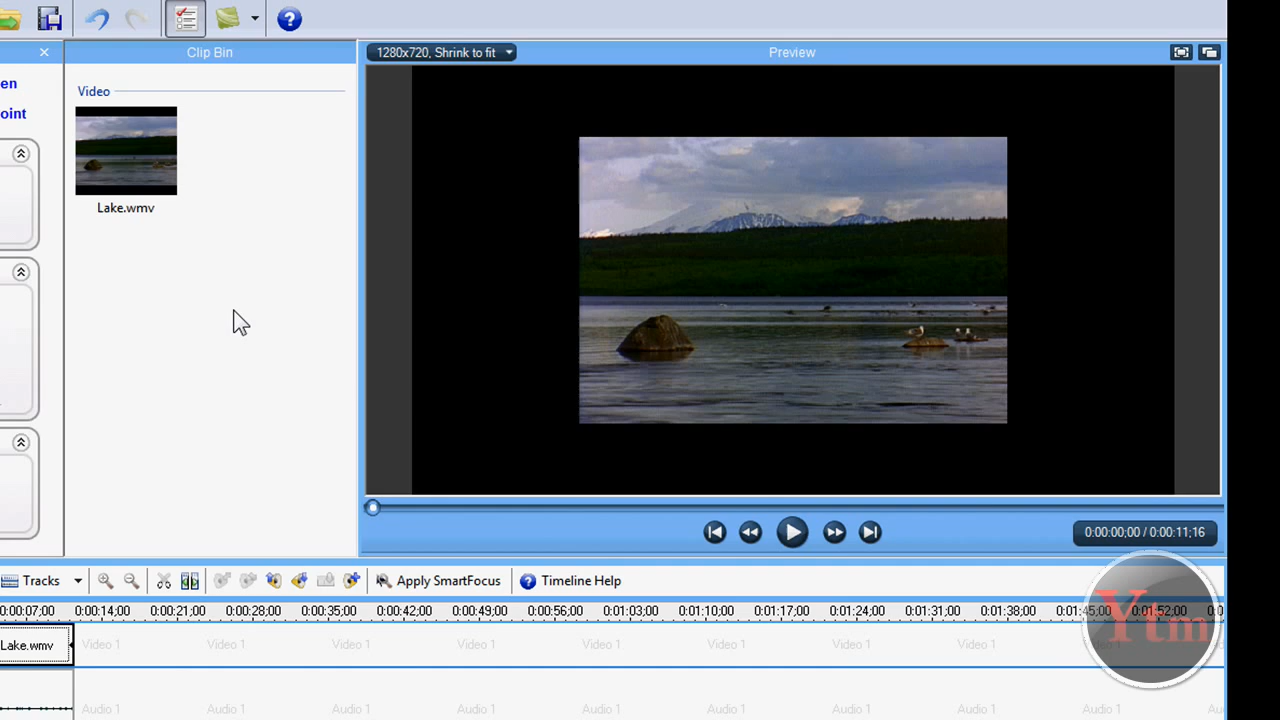 Clip Bin
1280x720, Shrink to fit
Preview
en
oint
Video
Lake.wmv
0:00:00;00 / 0:00:11;16
Tracks
Apply SmartFocus
Timeline Help
0:00:07;00 0:00:14;00 0:00:21;00 0:00:28;00 0:00:35;00 0:00:42;00 0:00:49;00 0:00:56;00 0:01:03;00 0:01:10;00 0:01:17;00 0:01:24;00 0:01:31;00 0:01:38;00 0:01:45;00 0:01:52;00
Ytm
Lake.wmv Video 1 Video 1 Video 1 Video 1 Video 1 Video 1 Video 1 Video 1
Audio 1 Audio 1 Audio 1 Audio 1 Audio 1 Audio 1 Audio 1 Audio 1 Audio 1